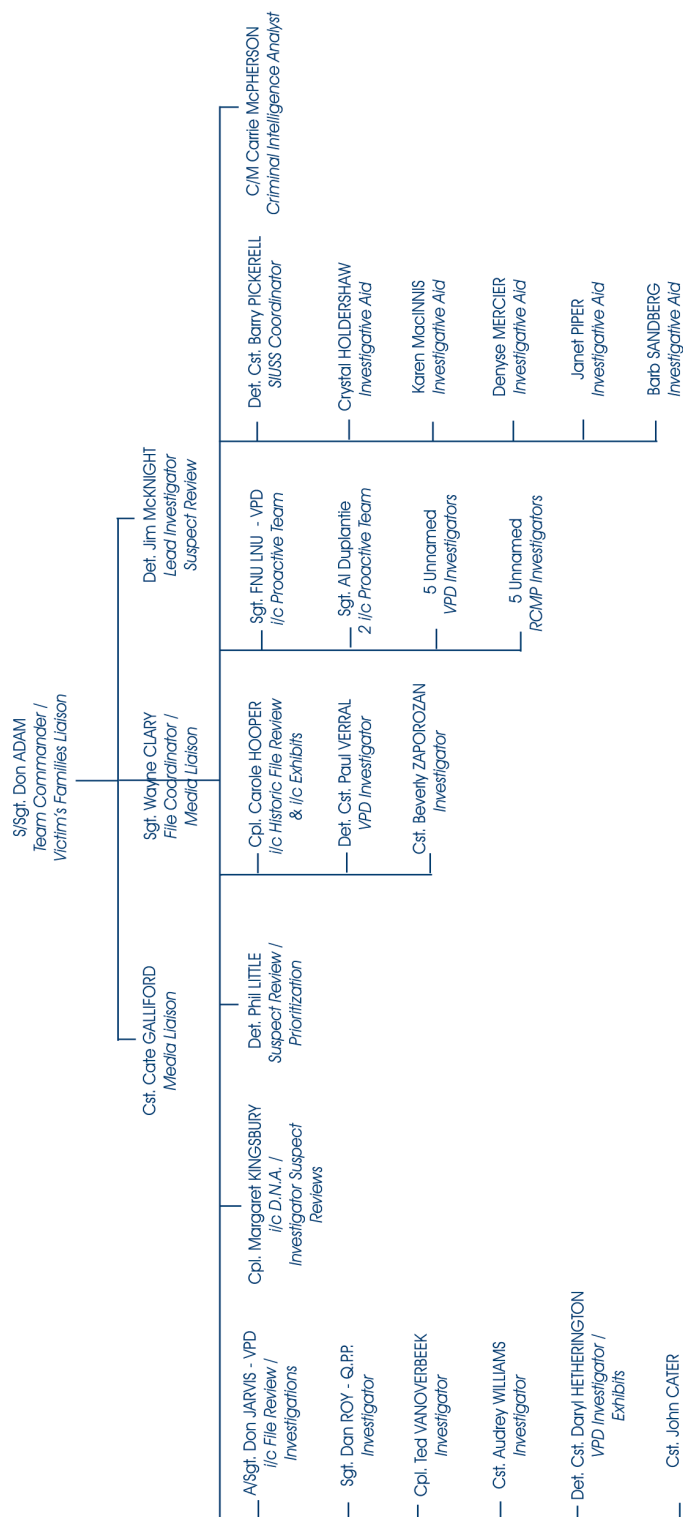 S/Sgt. Don ADAM
Team Commander /
Victim's Families Liaison
Cst. Cate GALLIFORD
Media Liaison
Sgt. Wayne CLARY
File Coordinator /
Media Liaison
Det. Jim McKNIGHT
Lead Investigator
Suspect Review
A/Sgt. Don JARVIS - VPD
i/c File Review /
Investigations
Sgt. Dan ROY - Q.P.P.
Investigator
Cpl. Ted VANOVERBEEK
Investigator
Cst. Audrey WILLIAMS
Investigator
Det. Cst. Daryl HETHERINGTON
VPD Investigator /
Exhibits
Cst. John CATER
Cpl. Margaret KINGSBURY
i/c D.N.A. /
Investigator Suspect
Reviews
Det. Phil LITTLE
Suspect Review /
Prioritization
Cpl. Carole HOOPER
i/c Historic File Review
& i/c Exhibits
Det. Cst. Paul VERRAL
VPD Investigator
Cst. Beverly ZAPOROZAN
Investigator
Sgt. FNU LNU - VPD
i/c Proactive Team
Sgt. Al Duplantie
2 i/c Proactive Team
5 Unnamed
VPD Investigators
5 Unnamed
RCMP Investigators
Det. Cst. Barry PICKERELL
SIUSS Coordinator
Crystal HOLDERSHAW
Investigative Aid
Karen MacINNIS
Investigative Aid
Denyse MERCIER
Investigative Aid
Janet PIPER
Investigative Aid
Barb SANDBERG
Investigative Aid
C/M Carrie McPHERSON
Criminal Intelligence Analyst